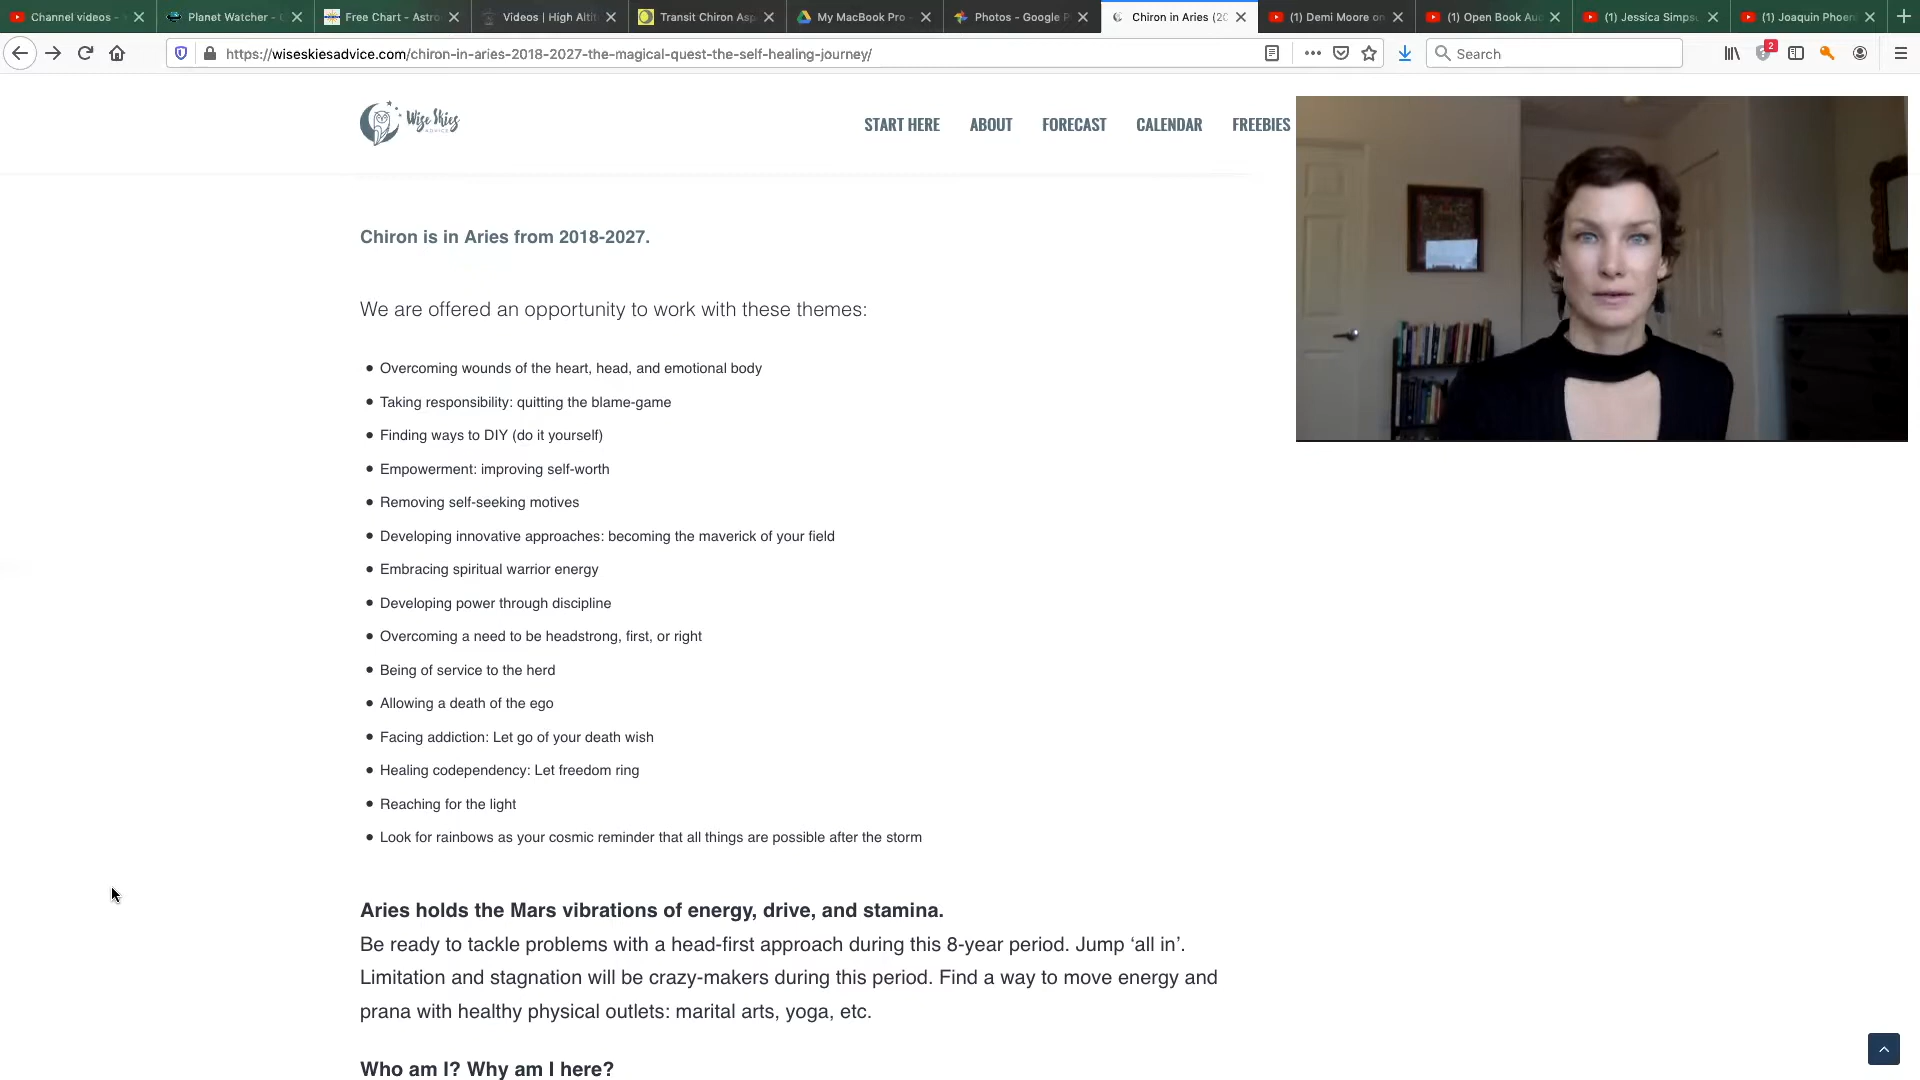 Channel videos -
Planet Watcher -
Free Chart - Astro
Videos | High Alti
Transit Chiron Asp
My MacBook Pro -
Photos - Google P
Chiron in Aries (20
(1) Demi Moore on
(1) Open Book Au
(1) Jessica Simps
(1) Joaquin Phoen
https://wiseskiesadvice.com/chiron-in-aries-2018-2027-the-magical-quest-the-self-healing-journey/
Search
2
Wise Skies
ADVICE
START HERE
ABOUT
FORECAST
CALENDAR
FREEBIES
Chiron is in Aries from 2018-2027.
We are offered an opportunity to work with these themes:
• Overcoming wounds of the heart, head, and emotional body
• Taking responsibility: quitting the blame-game
• Finding ways to DIY (do it yourself)
• Empowerment: improving self-worth
• Removing self-seeking motives
• Developing innovative approaches: becoming the maverick of your field
• Embracing spiritual warrior energy
• Developing power through discipline
• Overcoming a need to be headstrong, first, or right
• Being of service to the herd
• Allowing a death of the ego
• Facing addiction: Let go of your death wish
• Healing codependency: Let freedom ring
• Reaching for the light
• Look for rainbows as your cosmic reminder that all things are possible after the storm
Aries holds the Mars vibrations of energy, drive, and stamina.
Be ready to tackle problems with a head-first approach during this 8-year period. Jump ‘all in’.
Limitation and stagnation will be crazy-makers during this period. Find a way to move energy and
prana with healthy physical outlets: marital arts, yoga, etc.
Who am I? Why am I here?